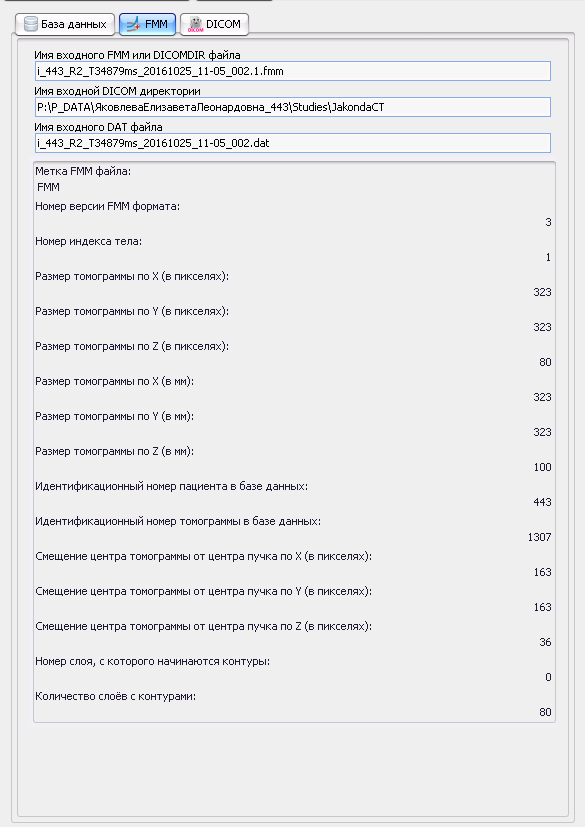 База данных
FMM
DICOM
DICOM
Имя входного FMM или DICOMDIR файла
i_443_R2_T34879ms_20161025_11-05_002.1.fmm
Имя входной DICOM директории
P:\P_DATA\ЯковлеваЕлизаветаЛеонардовна_443\Studies\JakondaCT
Имя входного DAT файла
i_443_R2_T34879ms_20161025_11-05_002.dat
Метка FMM файла:
FMM
Номер версии FMM формата:
3
Номер индекса тела:
1
Размер томограммы по X (в пикселях):
323
Размер томограммы по Y (в пикселях):
323
Размер томограммы по Z (в пикселях):
80
Размер томограммы по X (в мм):
323
Размер томограммы по Y (в мм):
323
Размер томограммы по Z (в мм):
100
Идентификационный номер пациента в базе данных:
443
Идентификационный номер томограммы в базе данных:
1307
Смещение центра томограммы от центра пучка по X (в пикселях):
163
Смещение центра томограммы от центра пучка по Y (в пикселях):
163
Смещение центра томограммы от центра пучка по Z (в пикселях):
36
Номер слоя, с которого начинаются контуры:
0
Количество слоёв с контурами:
80